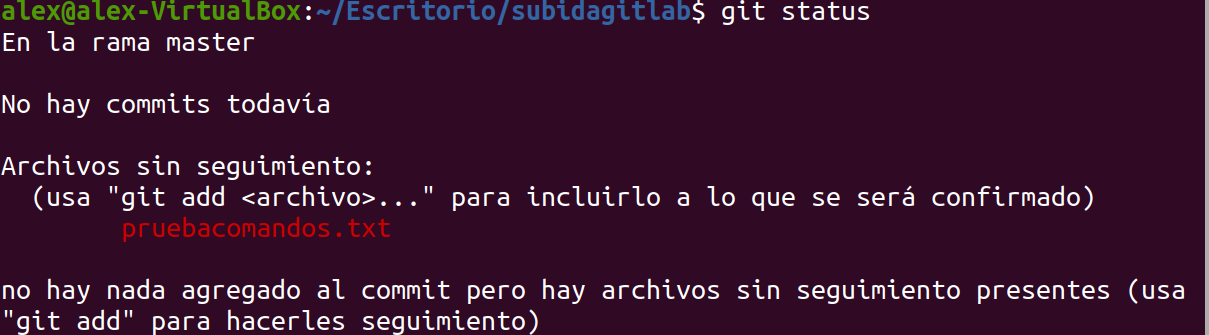 alex@alex-VirtualBox:~/Escritorio/subidagitlab$ git status
En la rama master
No hay commits todavía
Archivos sin seguimiento:
(usa "git add <archivo>..." para incluirlo a lo que se será confirmado)
pruebacomandos.txt
no hay nada agregado al commit pero hay archivos sin seguimiento presentes (usa
"git add" para hacerles seguimiento)